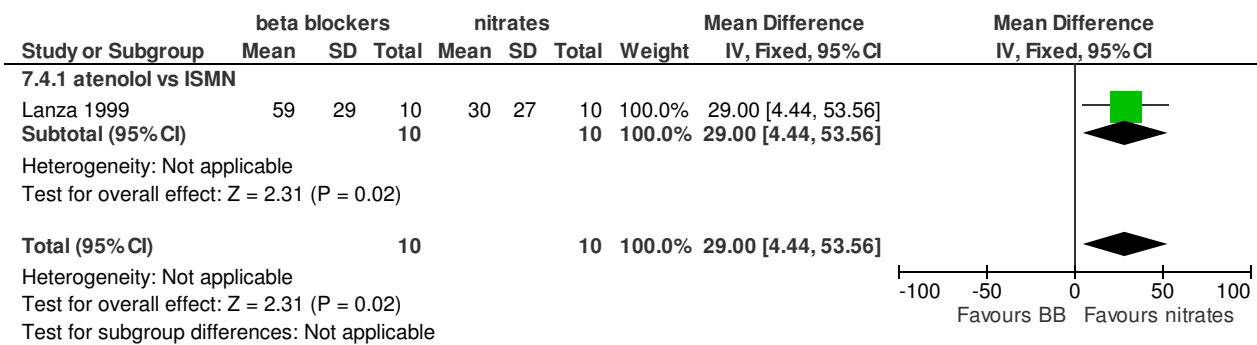 beta blockers nitrates Mean Difference Mean Difference
Study or Subgroup Mean SD Total Mean SD Total Weight IV, Fixed, 95% CI IV, Fixed, 95% CI
7.4.1 atenolol vs ISMN
Lanza 1999 59 29 10 30 27 10 100.0% 29.00 [4.44, 53.56]
Subtotal (95% CI) 10 10 100.0% 29.00 [4.44, 53.56]
Heterogeneity: Not applicable
Test for overall effect: Z = 2.31 (P = 0.02)
Total (95% CI) 10 10 100.0% 29.00 [4.44, 53.56]
Heterogeneity: Not applicable
Test for overall effect: Z = 2.31 (P = 0.02)
Test for subgroup differences: Not applicable
-100 -50 0 50 100
Favours BB Favours nitrates